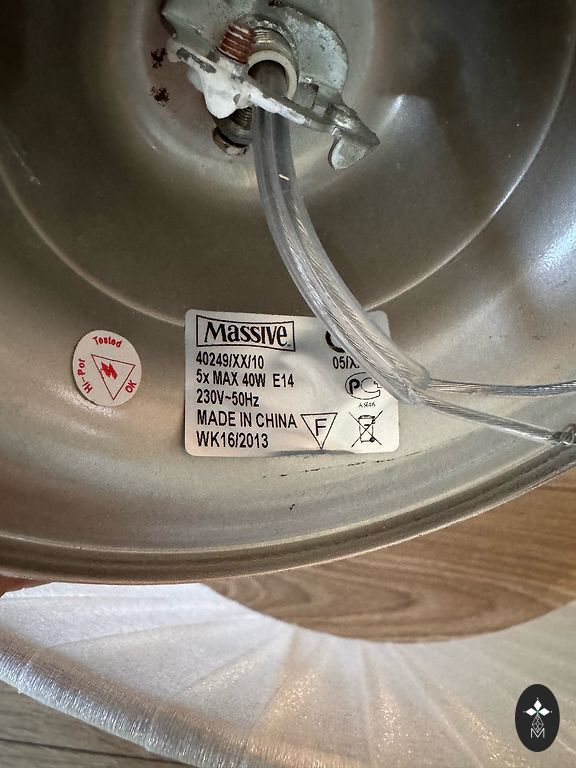 Massive
40249/XX/10
05/X
5x MAX 40W E14
230V~50Hz
MADE IN CHINA
F
WK16/2013
Tested
Hi-Pot
OK
M